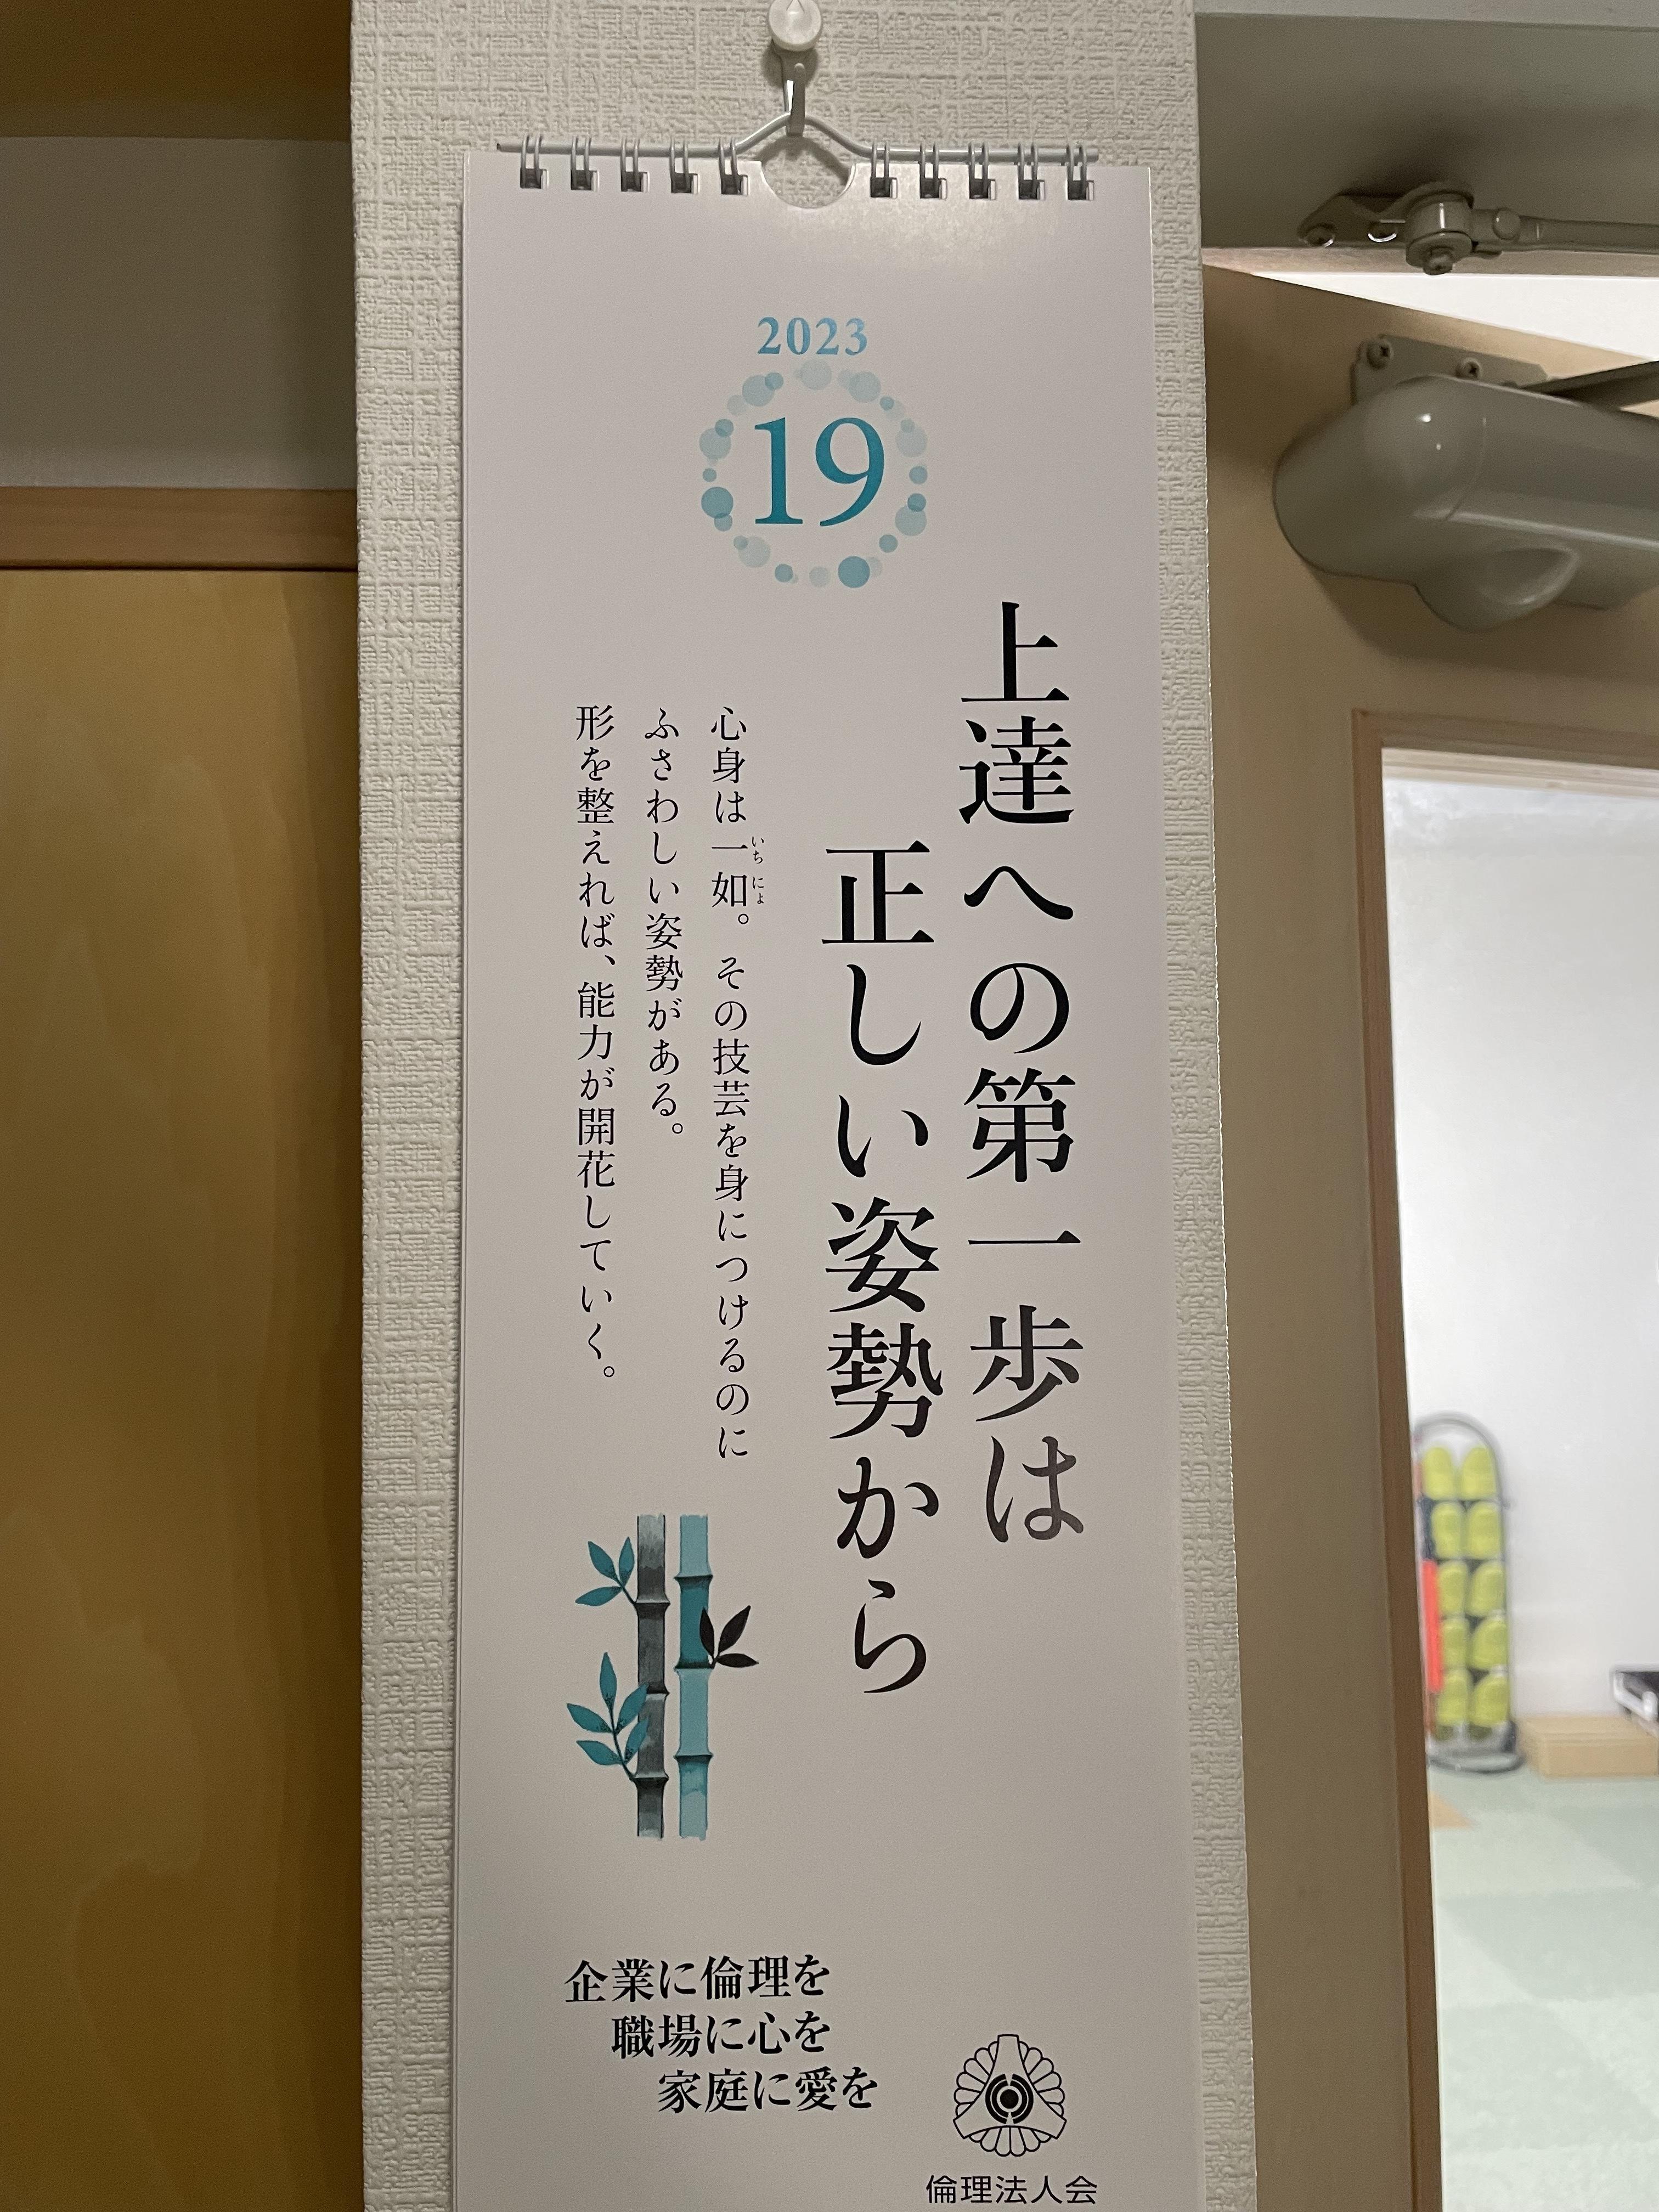 2023
19
上達への第一歩は
正しい姿勢から
心身は一如。その技芸を身につけるのに
いちにょ
ふさわしい姿勢がある。
形を整えれば、能力が開花していく。
企業に倫理を
職場に心を
家庭に愛を
倫理法人会